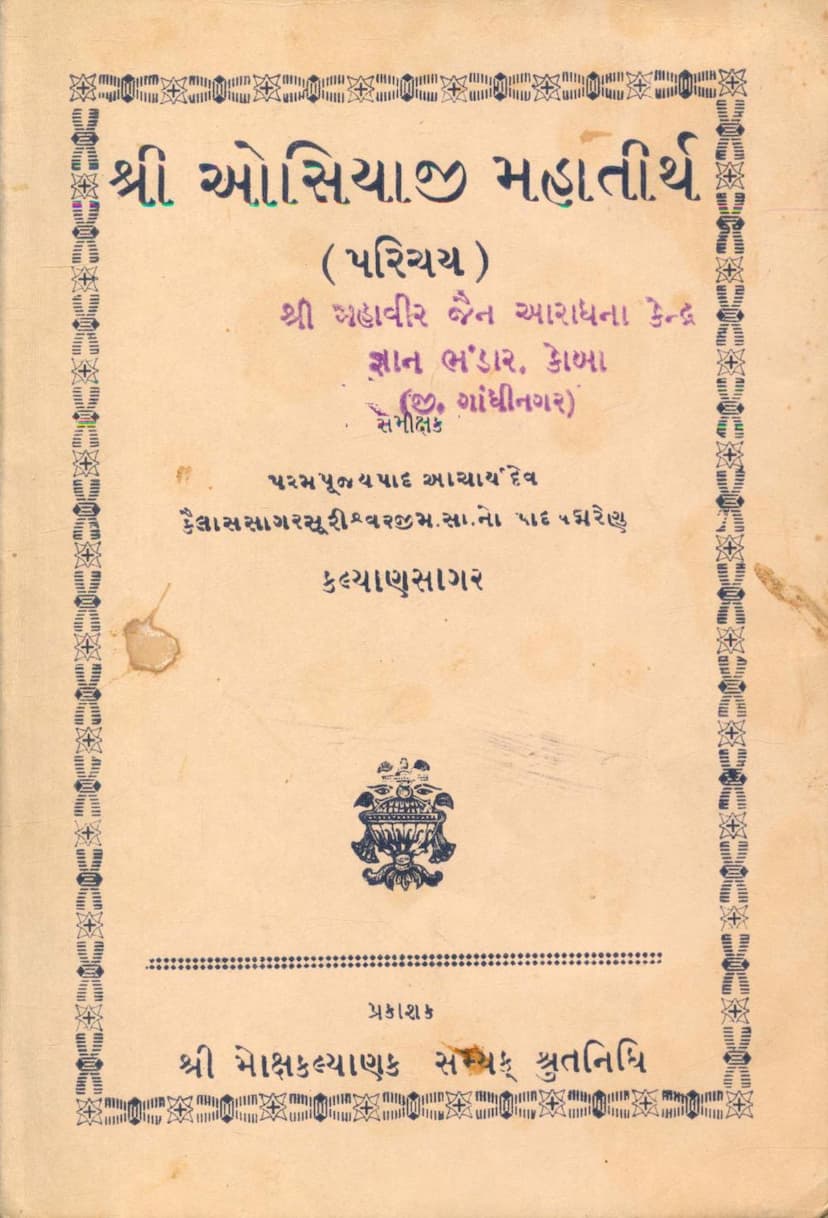 શ્રી ઓસિયાજી મહાતીર્થ
(પરિચય)
શ્રી મહાવીર જૈન આરાધના કેન્દ્ર
જ્ઞાન ભંડાર. કોબા
(જી. ગાંધીનગર)
સમીક્ષક
પરમપૂજયપાદ આચાર્યદેવ
કૈલાસસાગરસૂરીશ્વરજીમ.સા.નો પાદપદ્મરેણુ
કલ્યાણસાગર
પ્રકાશક
શ્રી મોક્ષકલ્યાણક સમ્યક્ શ્રુતનિધિ